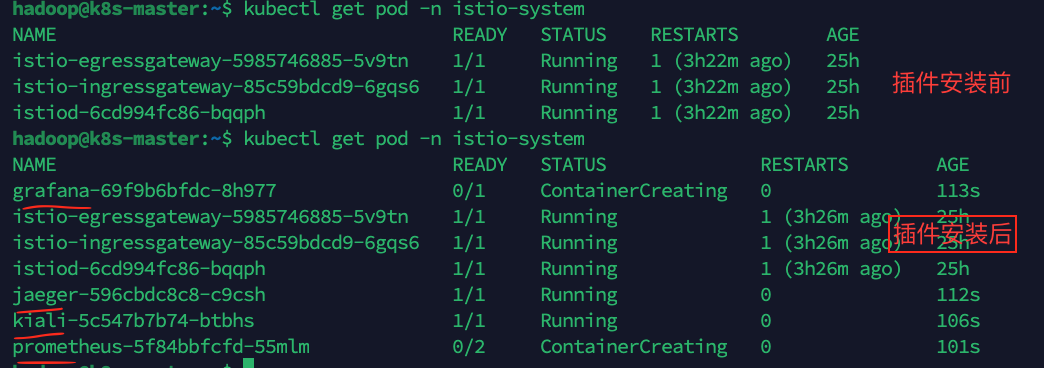 hadoop@k8s-master:~$ kubectl get pod -n istio-system
NAME READY STATUS RESTARTS AGE
istio-egressgateway-5985746885-5v9tn 1/1 Running 1 (3h22m ago) 25h
istio-ingressgateway-85c59bdcd9-6gqs6 1/1 Running 1 (3h22m ago) 25h
插件安装前
istiod-6cd994fc86-bqqph 1/1 Running 1 (3h22m ago) 25h
hadoop@k8s-master:~$ kubectl get pod -n istio-system
NAME READY STATUS RESTARTS AGE
grafana-69f9b6bfdc-8h977 0/1 ContainerCreating 0 113s
istio-egressgateway-5985746885-5v9tn 1/1 Running 1 (3h26m ago) 25h
插件安装后
istio-ingressgateway-85c59bdcd9-6gqs6 1/1 Running 1 (3h26m ago) 25h
istiod-6cd994fc86-bqqph 1/1 Running 1 (3h26m ago) 25h
jaeger-596cbdc8c8-c9csh 1/1 Running 0 112s
kiali-5c547b7b74-btbhs 1/1 Running 0 106s
prometheus-5f84bbfcfd-55mlm 0/2 ContainerCreating 0 101s
hadoop@k8s-master:~$